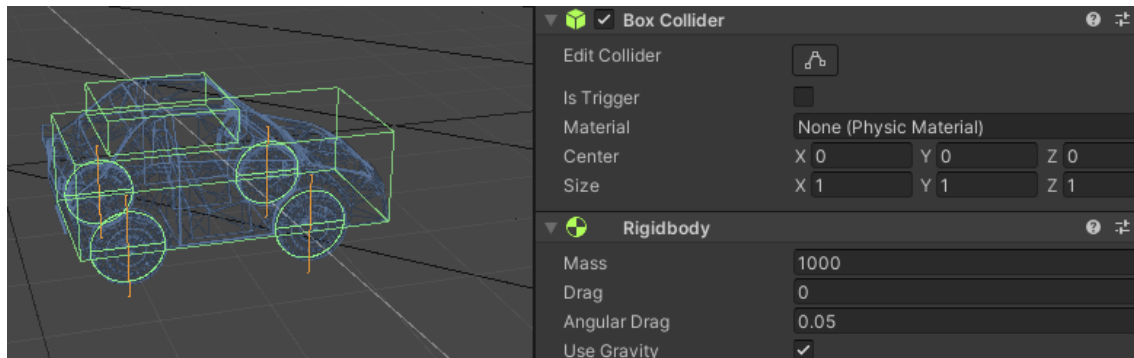 Box Collider
Edit Collider
Is Trigger
Material None (Physic Material)
Center X 0 Y 0 Z 0
Size X 1 Y 1 Z 1
Rigidbody
Mass 1000
Drag 0
Angular Drag 0.05
Use Gravity